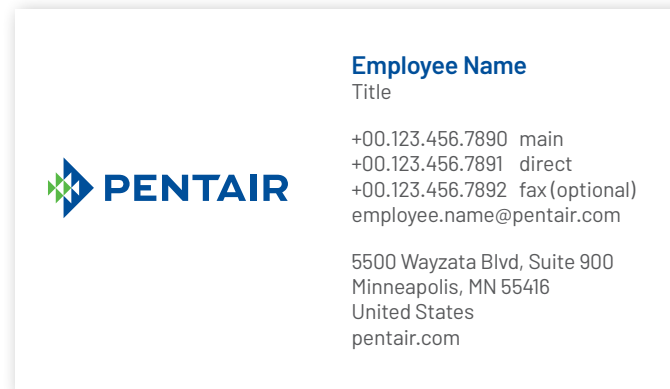 PENTAIR
Employee Name
Title
+00.123.456.7890 main
+00.123.456.7891 direct
+00.123.456.7892 fax (optional)
employee.name@pentair.com
5500 Wayzata Blvd, Suite 900
Minneapolis, MN 55416
United States
pentair.com